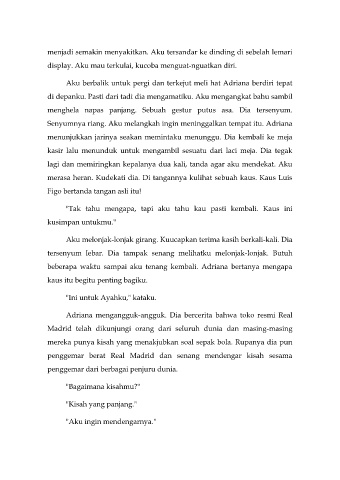 menjadi semakin menyakitkan. Aku tersandar ke dinding di sebelah lemari
display. Aku mau terkulai, kucoba menguat-nguatkan diri.
Aku berbalik untuk pergi dan terkejut meli hat Adriana berdiri tepat
di depanku. Pasti dari tadi dia mengamatiku. Aku mengangkat bahu sambil
menghela napas panjang. Sebuah gestur putus asa. Dia tersenyum.
Senyumnya riang. Aku melangkah ingin meninggalkan tempat itu. Adriana
menunjukkan jarinya seakan memintaku menunggu. Dia kembali ke meja
kasir lalu menunduk untuk mengambil sesuatu dari laci meja. Dia tegak
lagi dan memiringkan kepalanya dua kali, tanda agar aku mendekat. Aku
merasa heran. Kudekati dia. Di tangannya kulihat sebuah kaus. Kaus Luis
Figo bertanda tangan asli itu!
"Tak tahu mengapa, tapi aku tahu kau pasti kembali. Kaus ini
kusimpan untukmu."
Aku melonjak-lonjak girang. Kuucapkan terima kasih berkali-kali. Dia
tersenyum lebar. Dia tampak senang melihatku melonjak-lonjak. Butuh
beberapa waktu sampai aku tenang kembali. Adriana bertanya mengapa
kaus itu begitu penting bagiku.
"Ini untuk Ayahku," kataku.
Adriana mengangguk-angguk. Dia bercerita bahwa toko resmi Real
Madrid telah dikunjungi orang dari seluruh dunia dan masing-masing
mereka punya kisah yang menakjubkan soal sepak bola. Rupanya dia pun
penggemar berat Real Madrid dan senang mendengar kisah sesama
penggemar dari berbagai penjuru dunia.
"Bagaimana kisahmu?"
"Kisah yang panjang."
"Aku ingin mendengarnya."